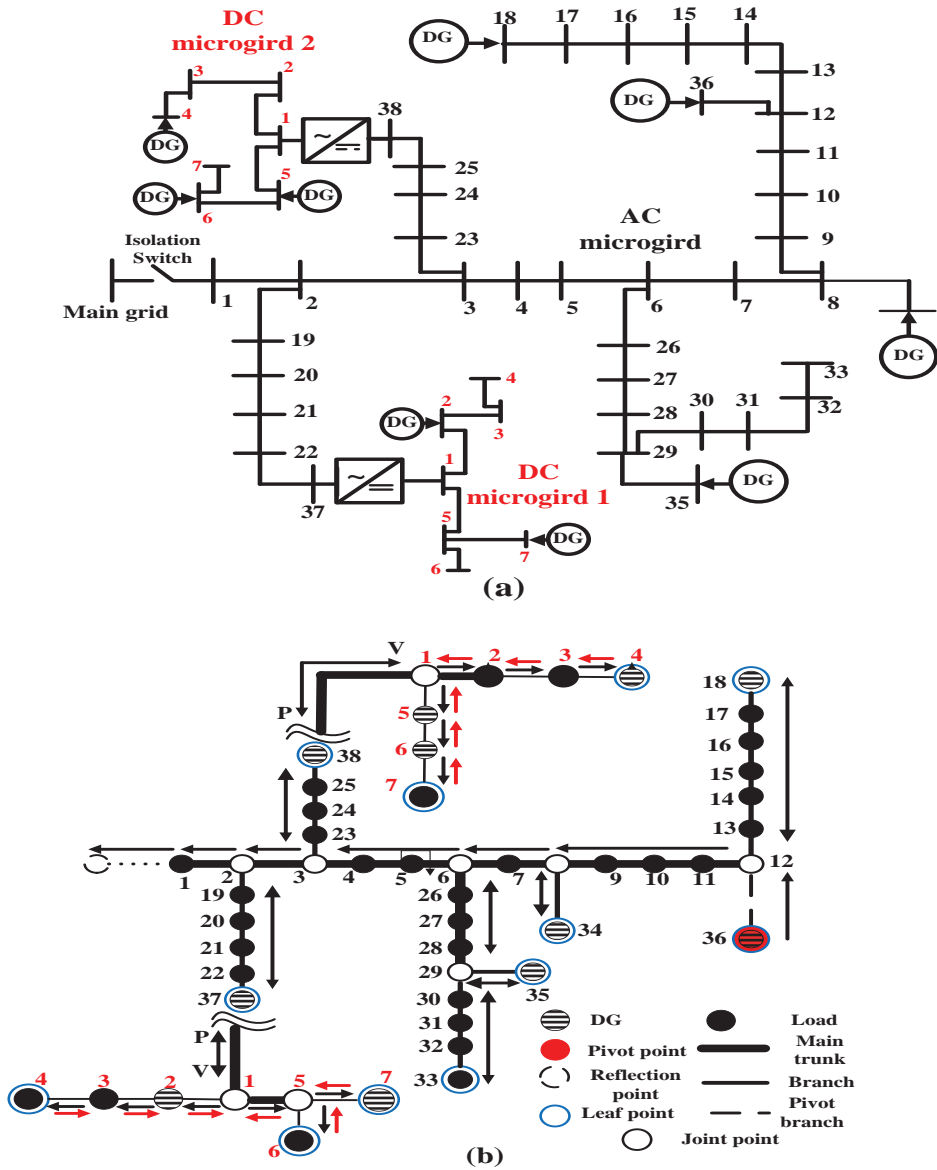 DC
microgird 2
18
17
16
15
14
DG
3
2
36
13
38
DG
4
1
12
DG
7
5
25
11
DG
DG
24
6
10
AC
microgird
Isolation
Switch
23
9
1
2
3
4
5
6
7
8
Main grid
19
26
33
DG
20
27
4
2
30
31
32
21
28
DG
3
22
1
29
DC
microgird 1
DG
37
35
5
DG
6
7
(a)
V
1
2
3
4
18
P
5
17
38
6
16
25
7
15
24
14
23
13
12
1
2
3
4
5
6
7
9
10
11
19
26
20
27
34
36
21
28
22
29
35
37
30
DG
Load
P
31
Pivot point
Main
trunk
32
Reflection
point
Branch
V
33
4
3
2
1
5
7
Leaf point
Pivot
branch
6
Joint point
(b)